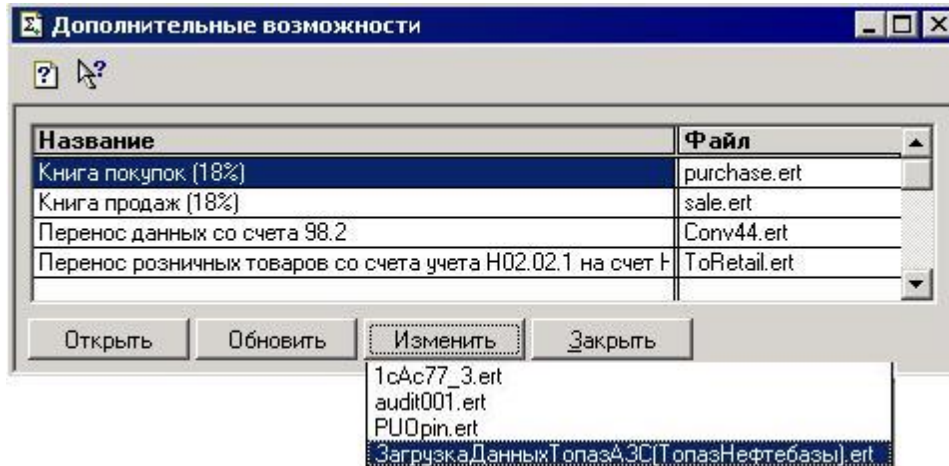 Дополнительные возможности
Название Файл
Книга покупок (18%) purchase.ert
Книга продаж (18%) sale.ert
Перенос данных со счета 98.2 Conv44.ert
Перенос розничных товаров со счета учета Н02.02.1 на счет Н ToRetail.ert
Открыть Обновить Изменить Закрыть
1cAc77_3.ert
audit001.ert
PUOpin.ert
ЗагрузкаДанныхТопазАЗС(ТопазНефтебазы).ert